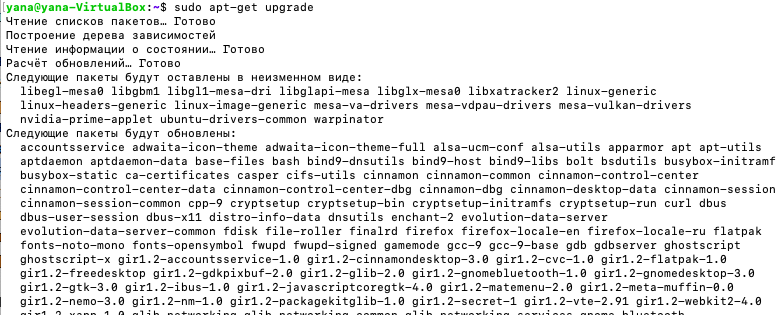 [yana@yana-VirtualBox:~$ sudo apt-get upgrade
Чтение списков пакетов… Готово
Построение дерева зависимостей
Чтение информации о состоянии… Готово
Расчёт обновлений… Готово
Следующие пакеты будут оставлены в неизменном виде:
libegl-mesa0 libgbm1 libgl1-mesa-dri libglapi-mesa libglx-mesa0 libxatracker2 linux-generic
linux-headers-generic linux-image-generic mesa-va-drivers mesa-vdpau-drivers mesa-vulkan-drivers
nvidia-prime-applet ubuntu-drivers-common warpinator
Следующие пакеты будут обновлены:
accountsservice adwaita-icon-theme adwaita-icon-theme-full alsa-ucm-conf alsa-utils apparmor apt apt-utils
aptdaemon aptdaemon-data base-files bash bind9-dnsutils bind9-host bind9-libs bolt bsdutils busybox-initramf
busybox-static ca-certificates casper cifs-utils cinnamon cinnamon-common cinnamon-control-center
cinnamon-control-center-data cinnamon-control-center-dbg cinnamon-dbg cinnamon-desktop-data cinnamon-session
cinnamon-session-common cpp-9 cryptsetup cryptsetup-bin cryptsetup-initramfs cryptsetup-run curl dbus
dbus-user-session dbus-x11 distro-info-data dnsutils enchant-2 evolution-data-server
evolution-data-server-common fdisk file-roller finalrd firefox firefox-locale-en firefox-locale-ru flatpak
fonts-noto-mono fonts-opensymbol fwupd fwupd-signed gamemode gcc-9 gcc-9-base gdb gdbserver ghostscript
ghostscript-x gir1.2-accountsservice-1.0 gir1.2-cinnamondesktop-3.0 gir1.2-cvc-1.0 gir1.2-flatpak-1.0
gir1.2-freedesktop gir1.2-gdkpixbuf-2.0 gir1.2-glib-2.0 gir1.2-gnomebluetooth-1.0 gir1.2-gnomedesktop-3.0
gir1.2-gtk-3.0 gir1.2-ibus-1.0 gir1.2-javascriptcoregtk-4.0 gir1.2-matemenu-2.0 gir1.2-meta-muffin-0.0
gir1.2-nemo-3.0 gir1.2-nm-1.0 gir1.2-packagekitglib-1.0 gir1.2-secret-1 gir1.2-vte-2.91 gir1.2-webkit2-4.0
gir1.2-xapp-1.0 glib-networking glib-networking-common glib-networking-services gnome-bluetooth